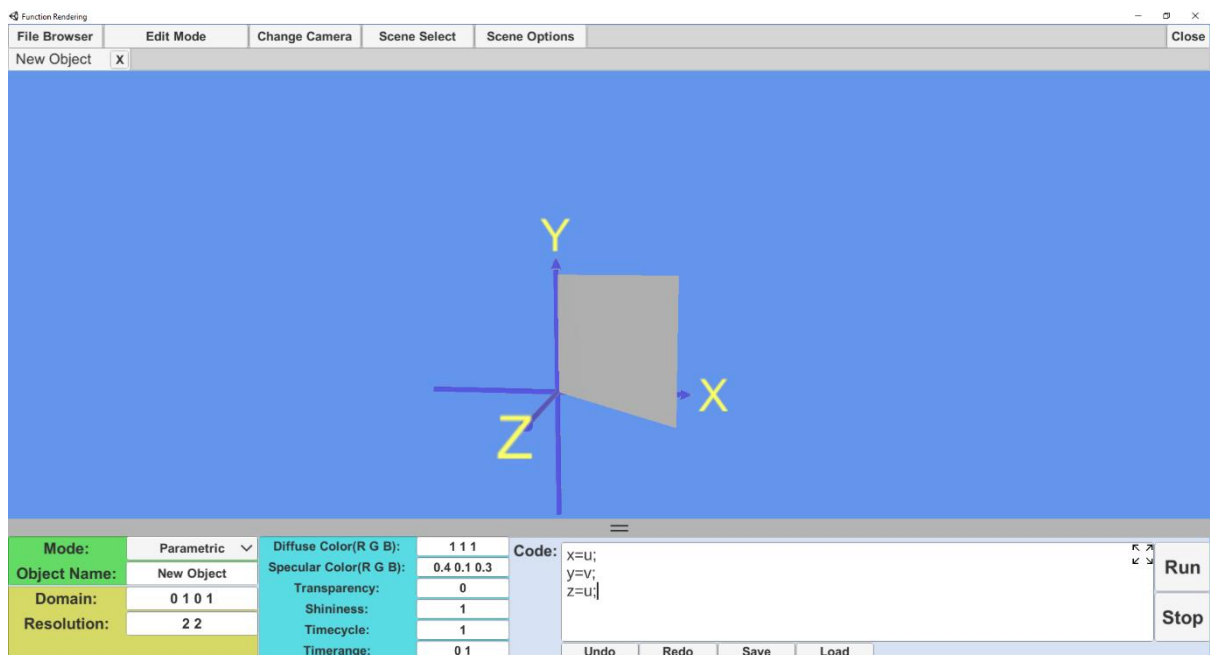 Function Rendering
File Browser Edit Mode Change Camera Scene Select Scene Options Close
New Object X
Y
X
Z
Mode: Parametric
Object Name: New Object
Domain: 0 1 0 1
Resolution: 2 2
Diffuse Color(R G B): 1 1 1
Specular Color(R G B): 0.4 0.1 0.3
Transparency: 0
Shininess: 1
Timecycle: 1
Timerange: 0 1
Code:
x=u;
y=v;
z=u;
Run
Stop
Undo Redo Save Load